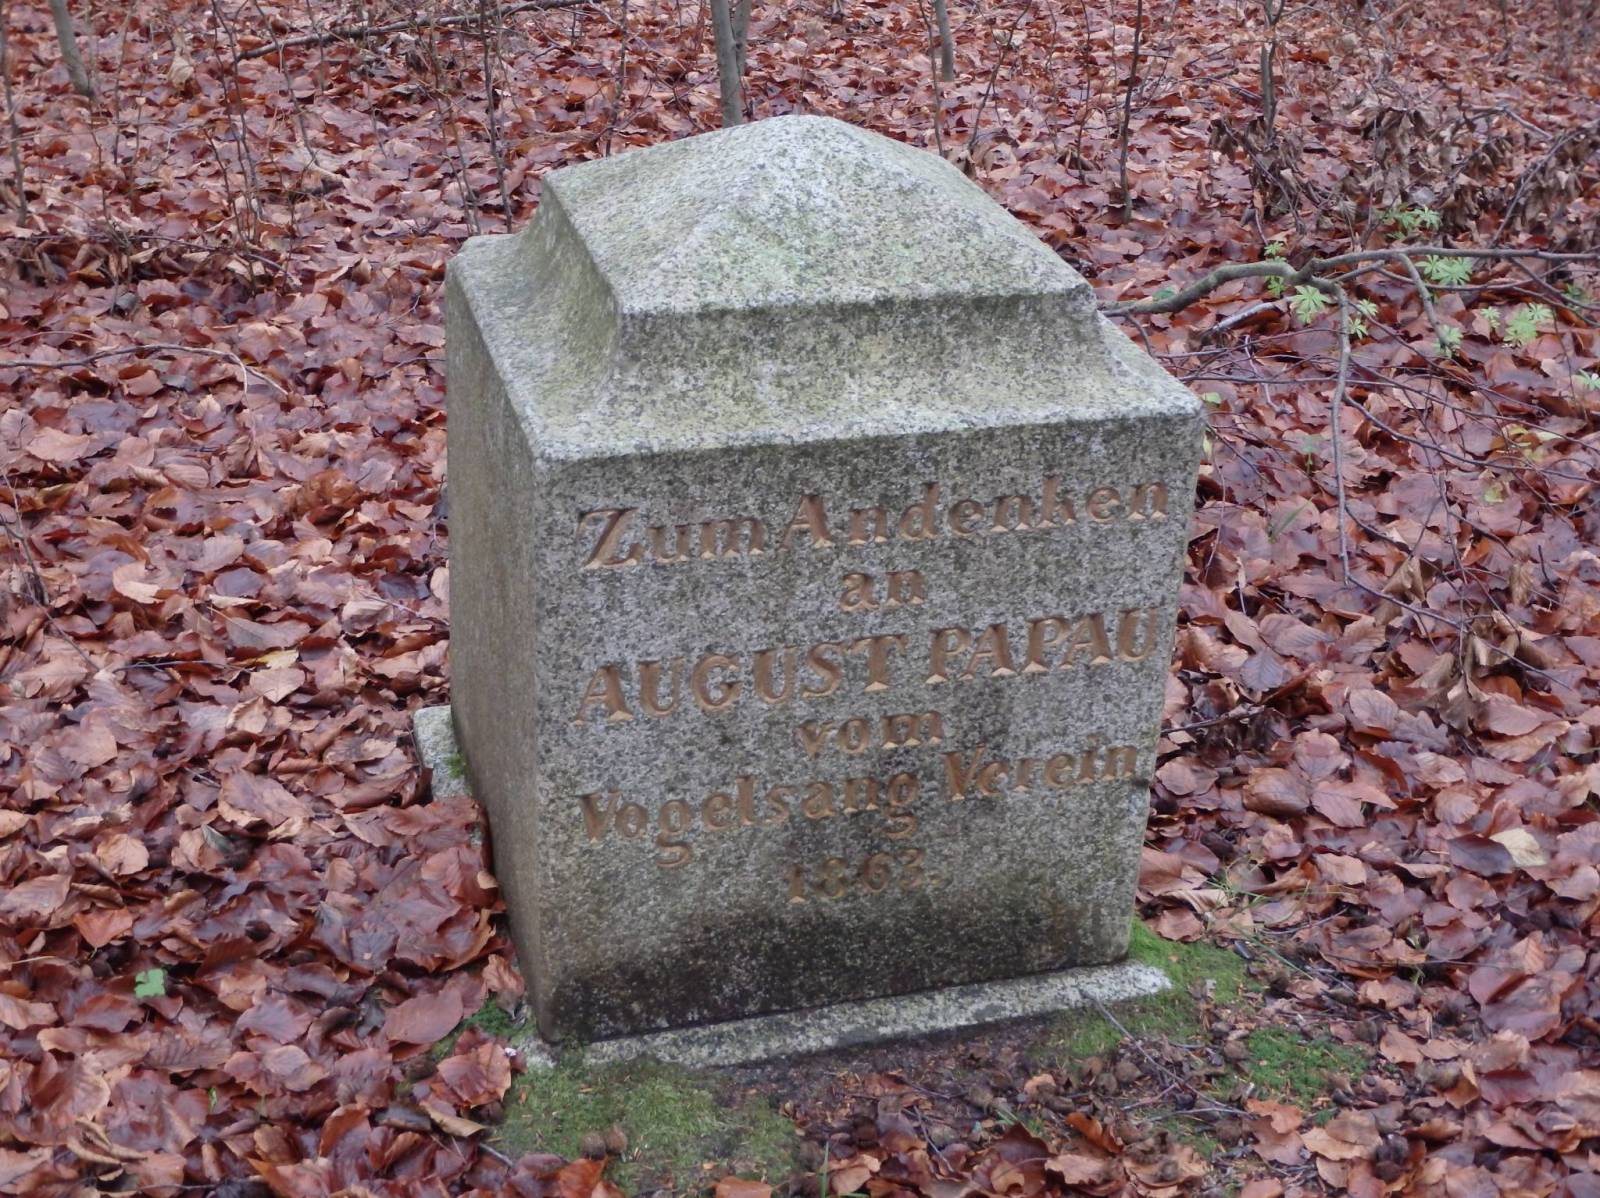 Zum Andenken
an
AUGUST PAPAU
vom
Vogelsang Verein
1863.